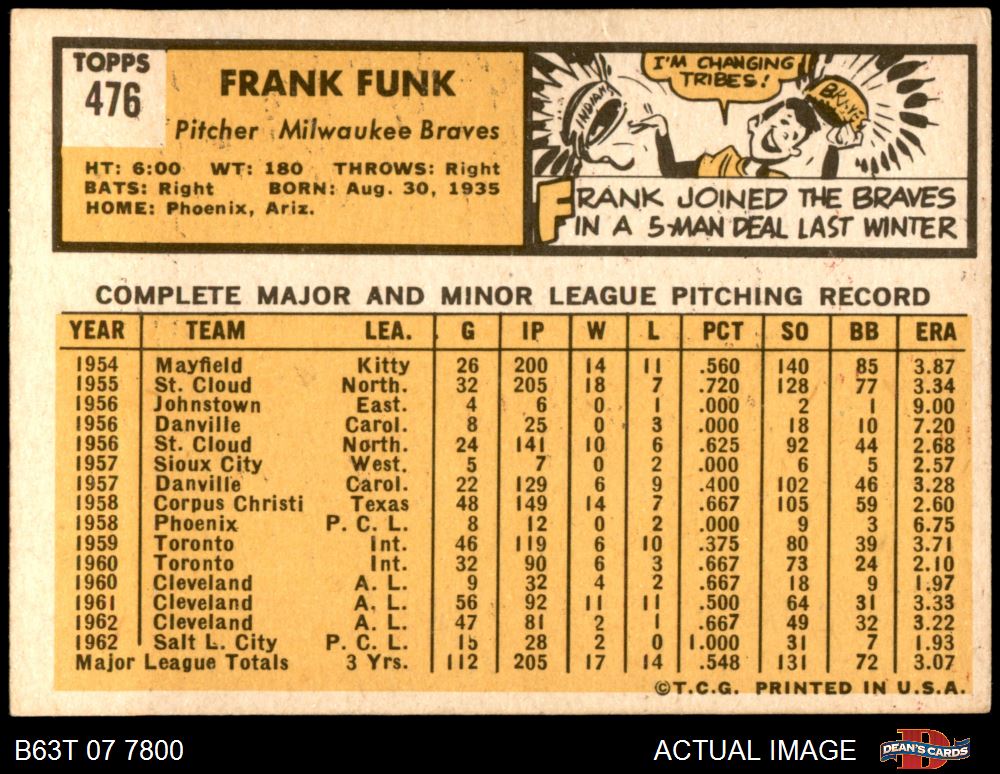 TOPPS
476
FRANK FUNK
Pitcher Milwaukee Braves
HT: 6:00 WT: 180 THROWS: Right
BATS: Right BORN: Aug. 30, 1935
HOME: Phoenix, Ariz.
I'M CHANGING
TRIBES!
INDIANS
BRAVES
FRANK JOINED THE BRAVES
IN A 5-MAN DEAL LAST WINTER
COMPLETE MAJOR AND MINOR LEAGUE PITCHING RECORD
YEAR TEAM LEA. G IP W L PCT SO BB ERA
1954 Mayfield Kitty 26 200 14 11 .560 140 85 3.87
1955 St. Cloud North. 32 205 18 7 .720 128 77 3.34
1956 Johnstown East. 4 6 0 1 .000 2 1 9.00
1956 Danville Carol. 8 25 0 3 .000 18 10 7.20
1956 St. Cloud North. 24 141 10 6 .625 92 44 2.68
1957 Sioux City West. 5 7 0 2 .000 6 5 2.57
1957 Danville Carol. 22 129 6 9 .400 102 46 3.28
1958 Corpus Christi Texas 48 149 14 7 .667 105 59 2.60
1958 Phoenix P. C. L. 8 12 0 2 .000 9 3 6.75
1959 Toronto Int. 46 119 6 10 .375 80 39 3.71
1960 Toronto Int. 32 90 6 3 .667 73 24 2.10
1960 Cleveland A. L. 9 32 4 2 .667 18 9 1.97
1961 Cleveland A. L. 56 92 11 11 .500 64 31 3.33
1962 Cleveland A. L. 47 81 2 1 .667 49 32 3.22
1962 Salt L. City P. C. L. 15 28 2 0 1.000 31 7 1.93
Major League Totals 3 Yrs. 112 205 17 14 .548 131 72 3.07
©T.C.G. PRINTED IN U.S.A.
B63T 07 7800 ACTUAL IMAGE
DEAN'S CARDS